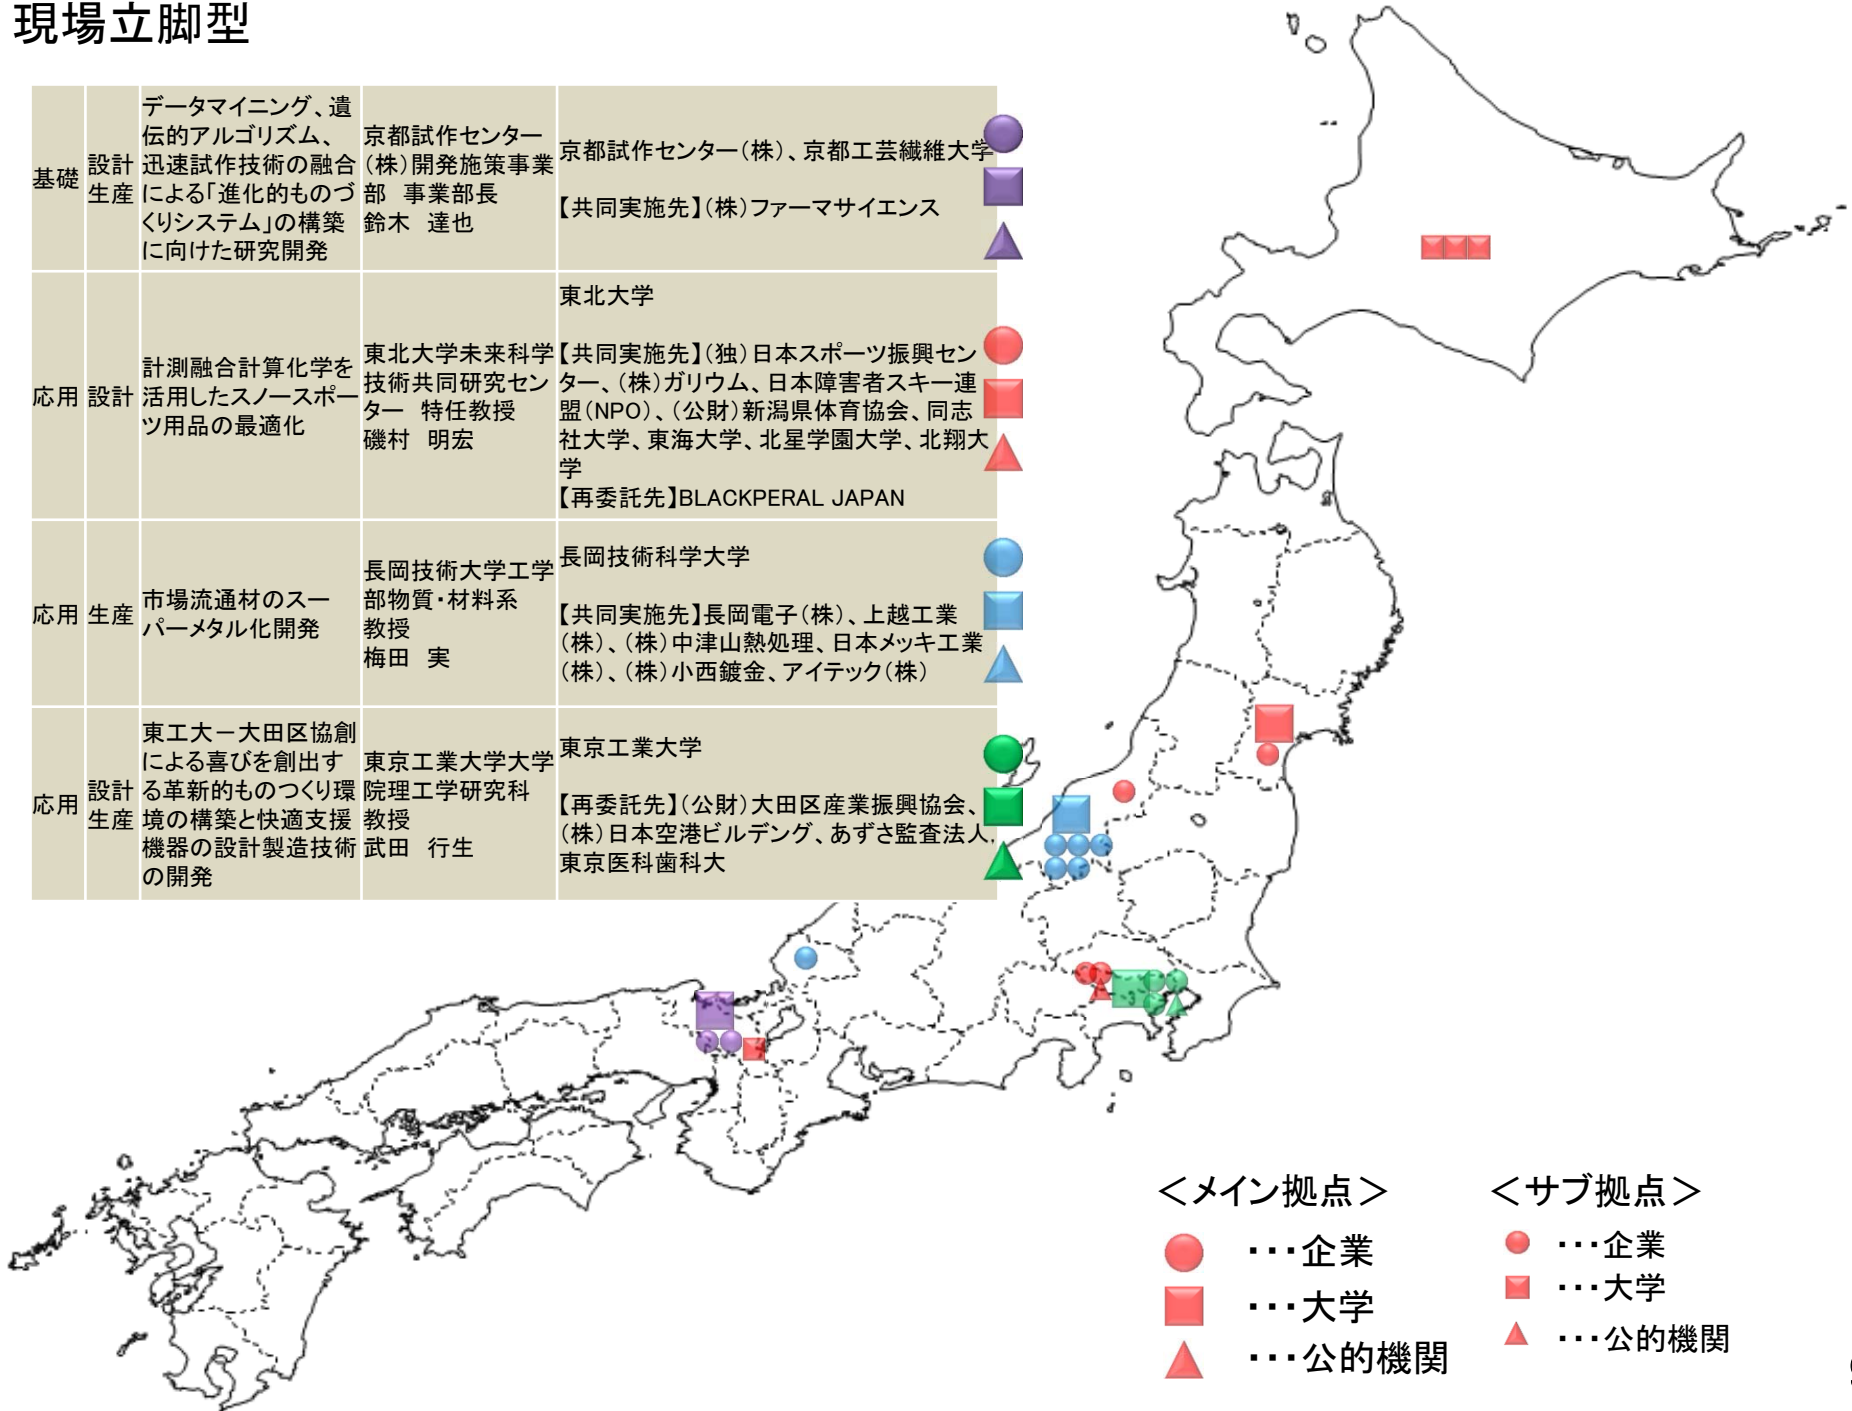 現場立脚型
基礎
設計
生産
データマイニング、遺
伝的アルゴリズム、
迅速試作技術の融合
による「進化的ものづ
くりシステム」の構築
に向けた研究開発
京都試作センター
(株)開発施策事業
部　事業部長
鈴木　達也
京都試作センター(株)、京都工芸繊維大学
【共同実施先】(株)ファーマサイエンス
応用
設計
計測融合計算化学を
活用したスノースポー
ツ用品の最適化
東北大学未来科学
技術共同研究セン
ター　特任教授
磯村　明宏
東北大学
【共同実施先】(独)日本スポーツ振興セン
ター、(株)ガリウム、日本障害者スキー連
盟(NPO)、(公財)新潟県体育協会、同志
社大学、東海大学、北星学園大学、北翔大
学
【再委託先】BLACKPERAL JAPAN
応用
生産
市場流通材のスー
パーメタル化開発
長岡技術大学工学
部物質・材料系
教授
梅田　実
長岡技術科学大学
【共同実施先】長岡電子(株)、上越工業
(株)、(株)中津山熱処理、日本メッキ工業
(株)、(株)小西鍍金、アイテック(株)
応用
設計
生産
東工大－大田区協創
による喜びを創出す
る革新的ものつくり環
境の構築と快適支援
機器の設計製造技術
の開発
東京工業大学大学
院理工学研究科
教授
武田　行生
東京工業大学
【再委託先】(公財)大田区産業振興協会、
(株)日本空港ビルデング、あずさ監査法人、
東京医科歯科大
＜メイン拠点＞
・・・企業
・・・大学
・・・公的機関
＜サブ拠点＞
・・・企業
・・・大学
・・・公的機関